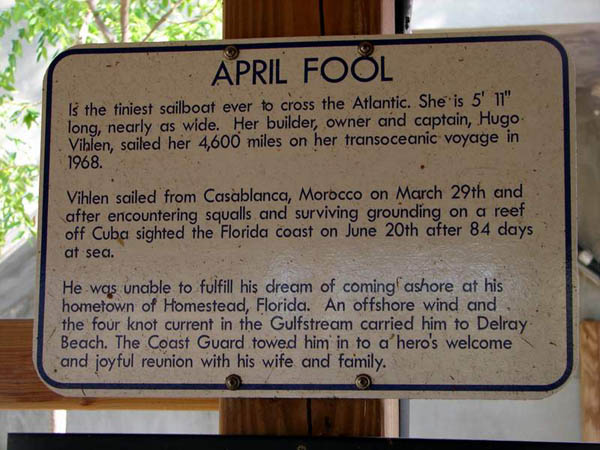 APRIL FOOL
Is the tiniest sailboat ever to cross the Atlantic. She is 5' 11"
long, nearly as wide. Her builder, owner and captain, Hugo
Vihlen, sailed her 4,600 miles on her transoceanic voyage in
1968.
Vihlen sailed from Casablanca, Morocco on March 29th and
after encountering squalls and surviving grounding on a reef
off Cuba sighted the Florida coast on June 20th after 84 days
at sea.
He was unable to fulfill his dream of coming ashore at his
hometown of Homestead, Florida. An offshore wind and
the four knot current in the Gulfstream carried him to Delray
Beach. The Coast Guard towed him in to a hero's welcome
and joyful reunion with his wife and family.